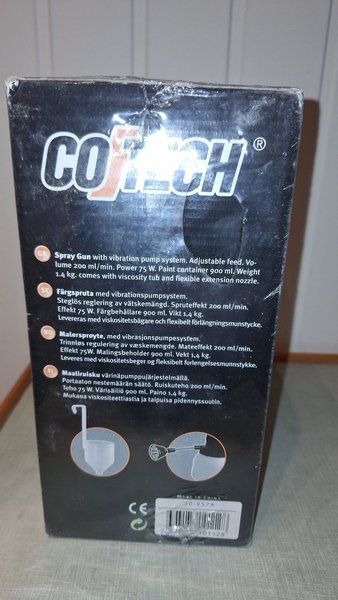 COTECH®
GB Spray Gun with vibration pump system. Adjustable feed. Vo-
lume 200 ml/min. Power 75 W. Paint container 900 ml. Weight
1,4 kg. comes with viscosity tub and flexible extension nozzle.
SE Färgspruta med vibrationspumpsystem.
Steglös reglering av vätskemängd. Spruteffekt 200 ml/min.
Effekt 75 W. Färgbehållare 900 ml. Vikt 1,4 kg.
Levereras med viskositetsbägare och flexibelt förlängningsmunstycke.
NO Malersprøyte, med vibrasjonspumpesystem.
Trinnløs regulering av væskemengde. Mateeffekt 200 ml/min.
Effekt 75W. Malingsbeholder 900 ml. Vekt 1,4 kg.
Leveres med viskositetsbeger og fleksibelt forlengelsesmunnstykke.
FI Maaliruisku värinäpumppujärjestelmällä.
Portaaton nestemäärän säätö. Ruiskuteho 200 ml/min.
Teho 75 W. Värisäiliö 900 ml. Paino 1,4 kg.
Mukana viscositeettiastia ja taipuisa pidennyssuutin.
MADE IN CHINA
CE